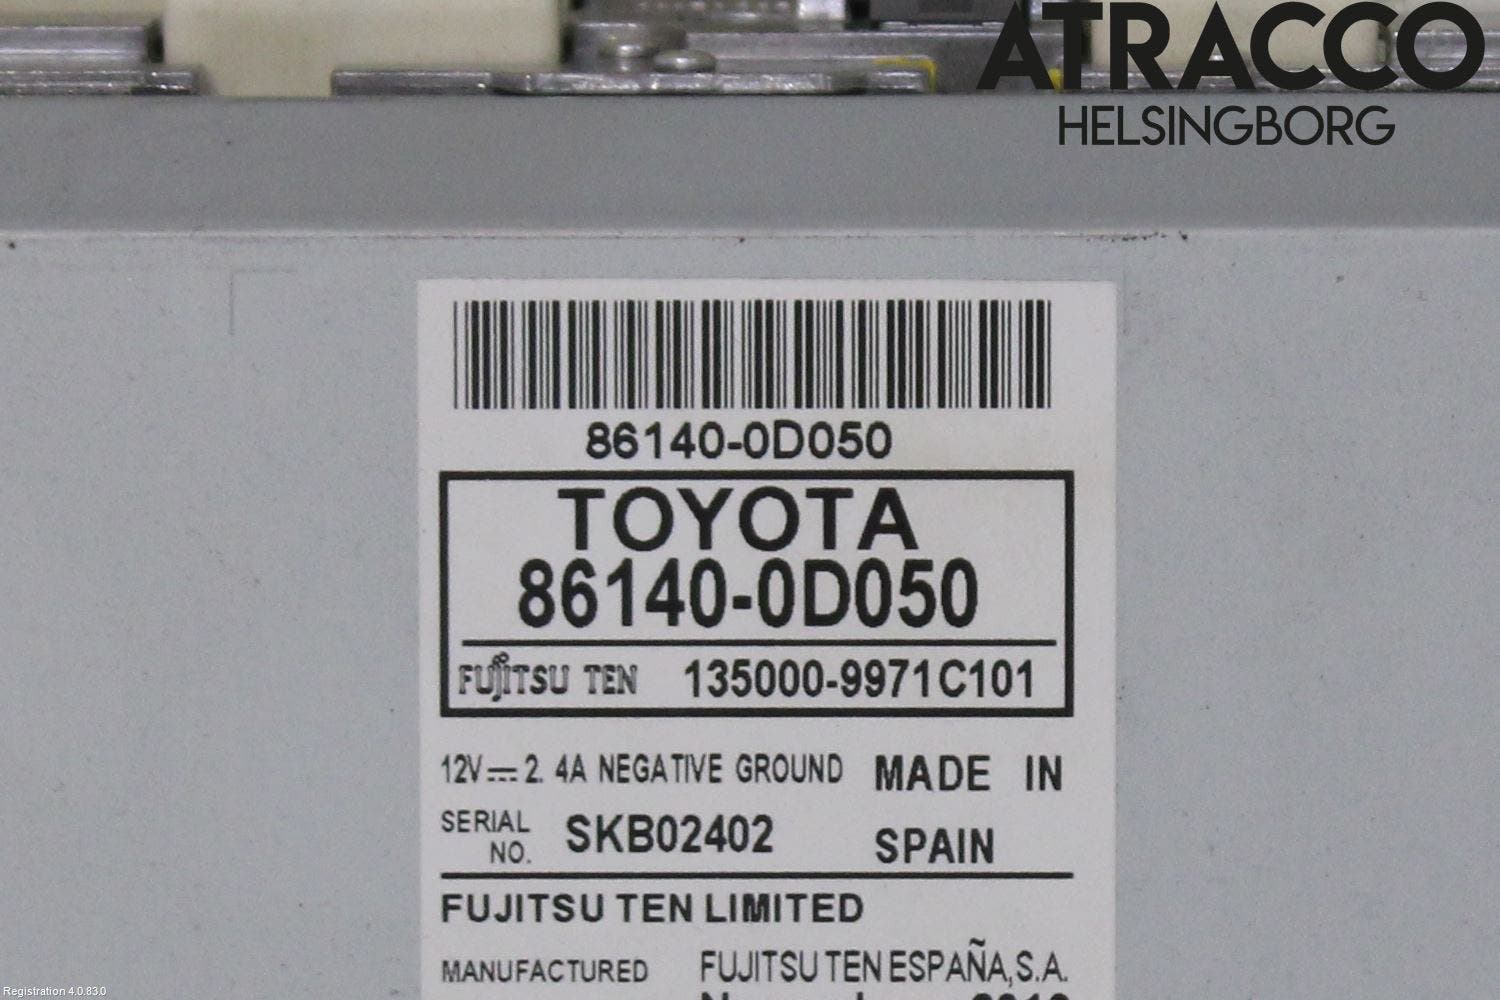 ATRACCO
HELSINGBORG
86140-0D050
TOYOTA
86140-0D050
FUJITSU TEN 135000-9971C101
12V⎓2. 4A NEGATIVE GROUND MADE IN
SERIAL NO. SKB02402 SPAIN
FUJITSU TEN LIMITED
MANUFACTURED FUJITSU TEN ESPAÑA,S.A.
Registration 4.0.83.0